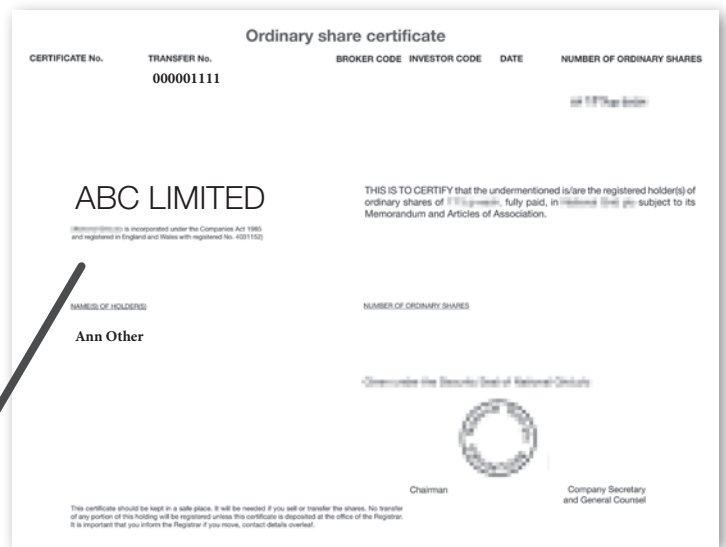 Ordinary share certificate
CERTIFICATE No. TRANSFER No. BROKER CODE INVESTOR CODE DATE NUMBER OF ORDINARY SHARES
000001111
ABC LIMITED
is incorporated under the Companies Act 1985
and registered in England and Wales with registered No. 4031152)
THIS IS TO CERTIFY that the undermentioned is/are the registered holder(s) of
ordinary shares of , fully paid, in subject to its
Memorandum and Articles of Association.
NAME(S) OF HOLDER(S)
NUMBER OF ORDINARY SHARES
Ann Other
Chairman
Company Secretary
and General Counsel
This certificate should be kept in a safe place. It will be needed if you sell or transfer the shares. No transfer
of any portion of this holding will be registered unless this certificate is deposited at the office of the Registrar.
It is important that you inform the Registrar if you move, contact details overleaf.